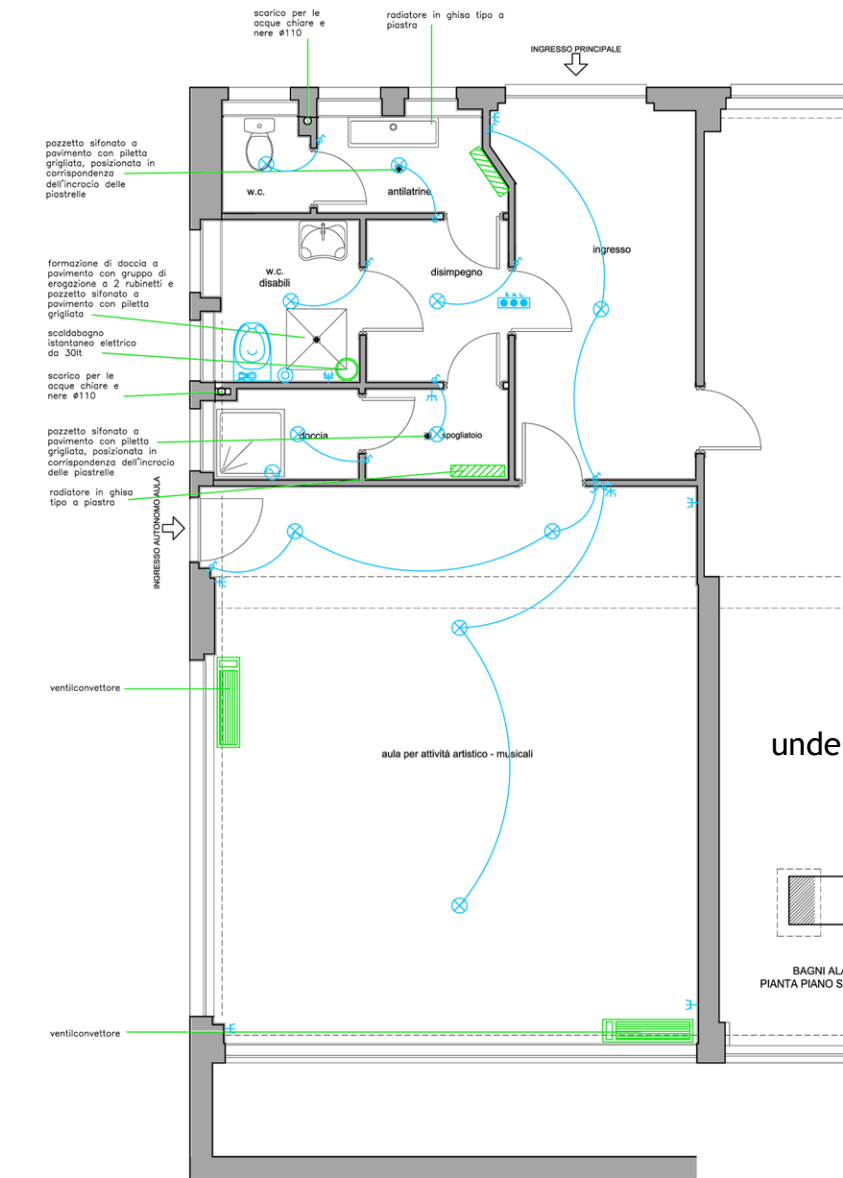 scarico per le
acque chiare e
nere ø110
radiatore in ghisa tipo a
piastra
INGRESSO PRINCIPALE
pozzetto sifonato a
pavimento con piletta
grigliata, posizionata in
corrispondenza
dell'incrocio delle
piastrelle
w.c.
antilatrine
ingresso
formazione di doccia a
pavimento con gruppo di
erogazione a 2 rubinetti e
pozzetto sifonato a
pavimento con piletta
grigliata
w.c.
disabili
disimpegno
S.A.L.
scaldabagno
istantaneo elettrico
da 30lt
scarico per le
acque chiare e
nere ø110
pozzetto sifonato a
pavimento con piletta
grigliata, posizionata in
corrispondenza dell'incrocio
delle piastrelle
doccia
spogliatoio
radiatore in ghisa
tipo a piastra
INGRESSO AUTONOMO AULA
ventilconvettore
aula per attività artistico - musicali
unde
BAGNI ALA
PIANTA PIANO S
ventilconvettore